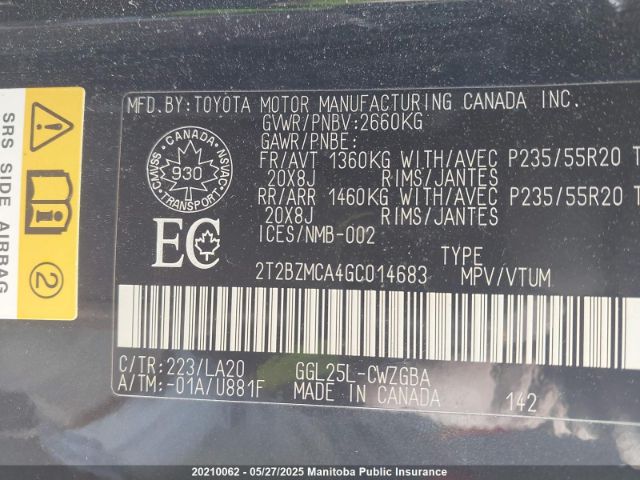 MFD.BY:TOYOTA MOTOR MANUFACTURING CANADA INC.
GVWR/PNBV:2660KG
GAWR/PNBE:
FR/AVT 1360KG WITH/AVEC P235/55R20 T
20X8J RIMS/JANTES
RR/ARR 1460KG WITH/AVEC P235/55R20 T
20X8J RIMS/JANTES
ICES/NMB-002
TYPE
2T2BZMCA4GC014683 MPV/VTUM
CANADA
CMVSS NSVAC
930
TRANSPORT
EC
SRS SIDE AIRBAG
2
C/TR:223/LA20 GGL25L-CWZGBA
A/TM:-01A/U881F MADE IN CANADA 142
20210062 - 05/27/2025 Manitoba Public Insurance